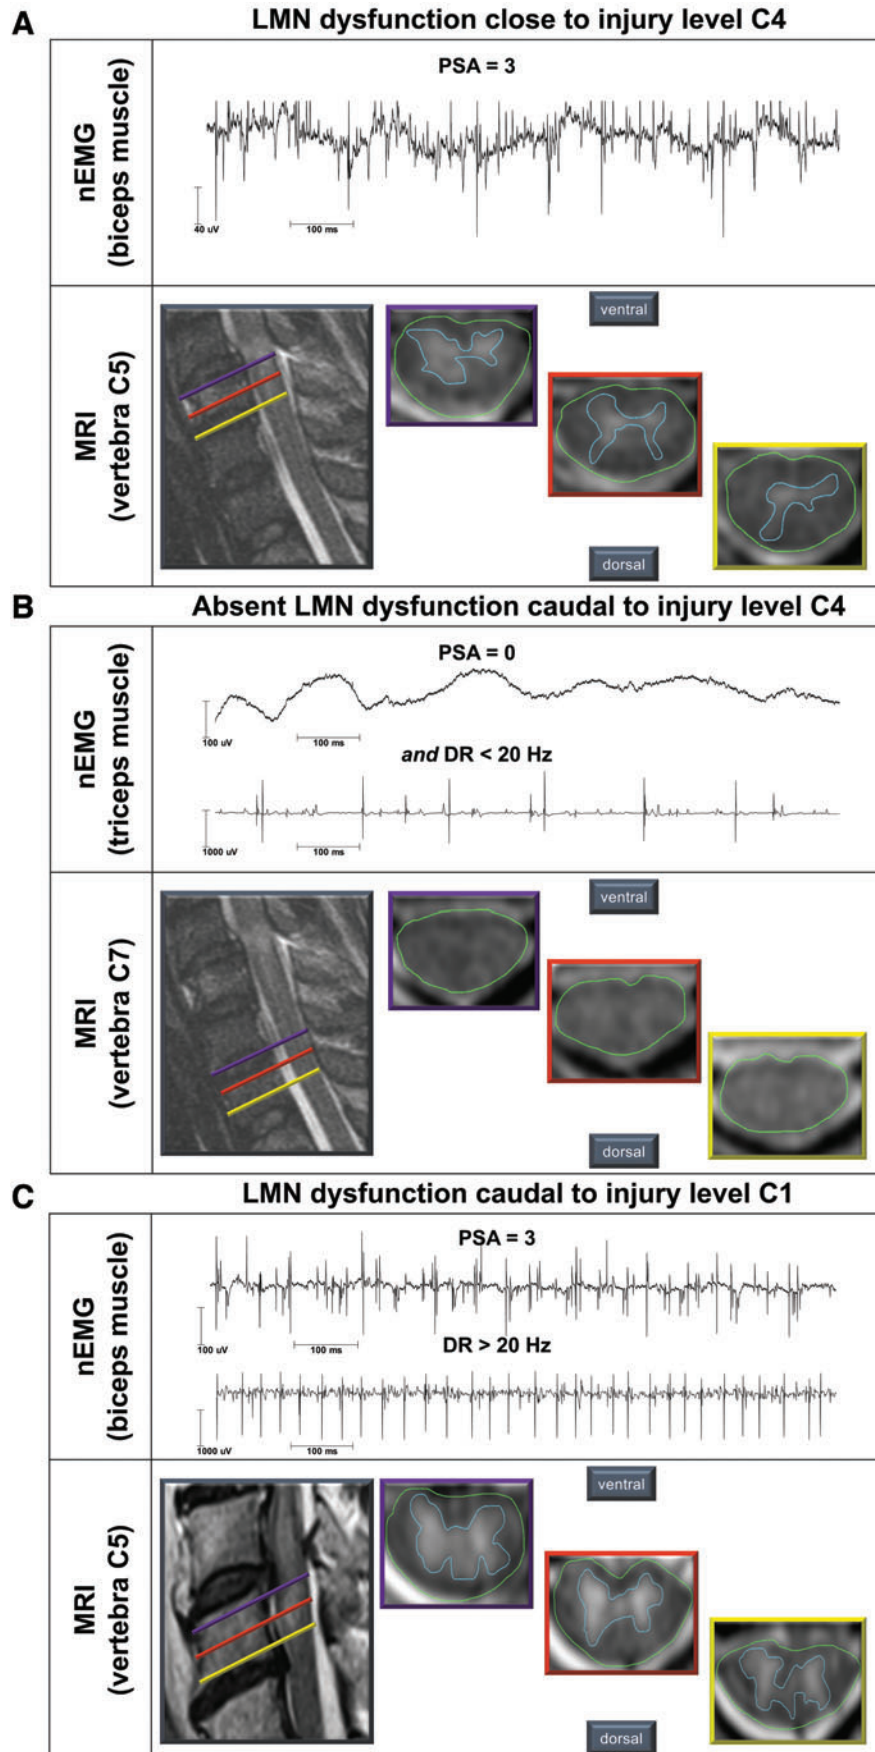 A
LMN dysfunction close to injury level C4
nEMG
(biceps muscle)
PSA = 3
40 uV
100 ms
MRI
(vertebra C5)
ventral
dorsal
B
Absent LMN dysfunction caudal to injury level C4
nEMG
(triceps muscle)
PSA = 0
100 uV
100 ms
and DR < 20 Hz
1000 uV
100 ms
MRI
(vertebra C7)
ventral
dorsal
C
LMN dysfunction caudal to injury level C1
nEMG
(biceps muscle)
PSA = 3
100 uV
100 ms
DR > 20 Hz
1000 uV
100 ms
MRI
(vertebra C5)
ventral
dorsal